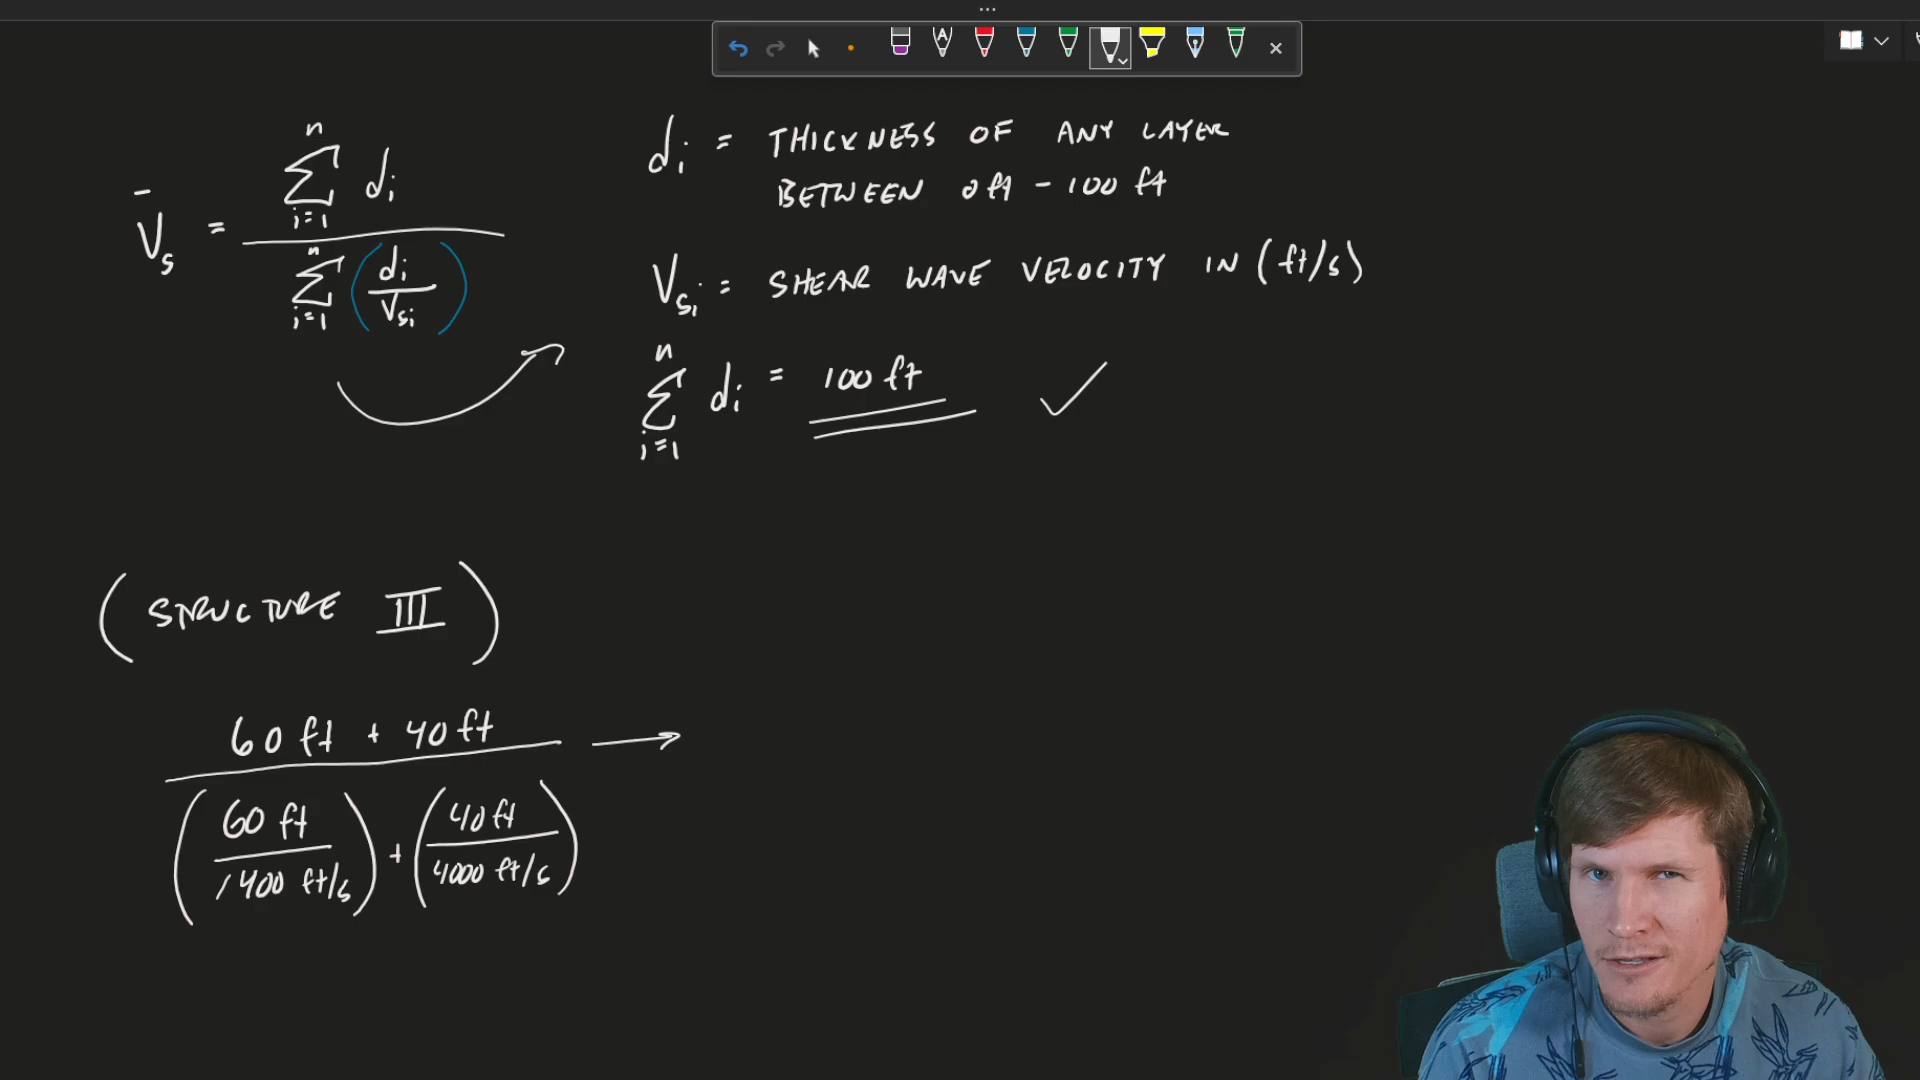 ...
A
n
Σ di
i=1
V̄s =
n
Σ (di/Vsi)
i=1
di = THICKNESS OF ANY LAYER
BETWEEN 0 ft - 100 ft
Vsi = SHEAR WAVE VELOCITY IN (ft/s)
n
Σ di = 100 ft ✓
i=1
(STRUCTURE III)
60 ft + 40 ft →
(60 ft / 1400 ft/s) + (40 ft / 4000 ft/s)